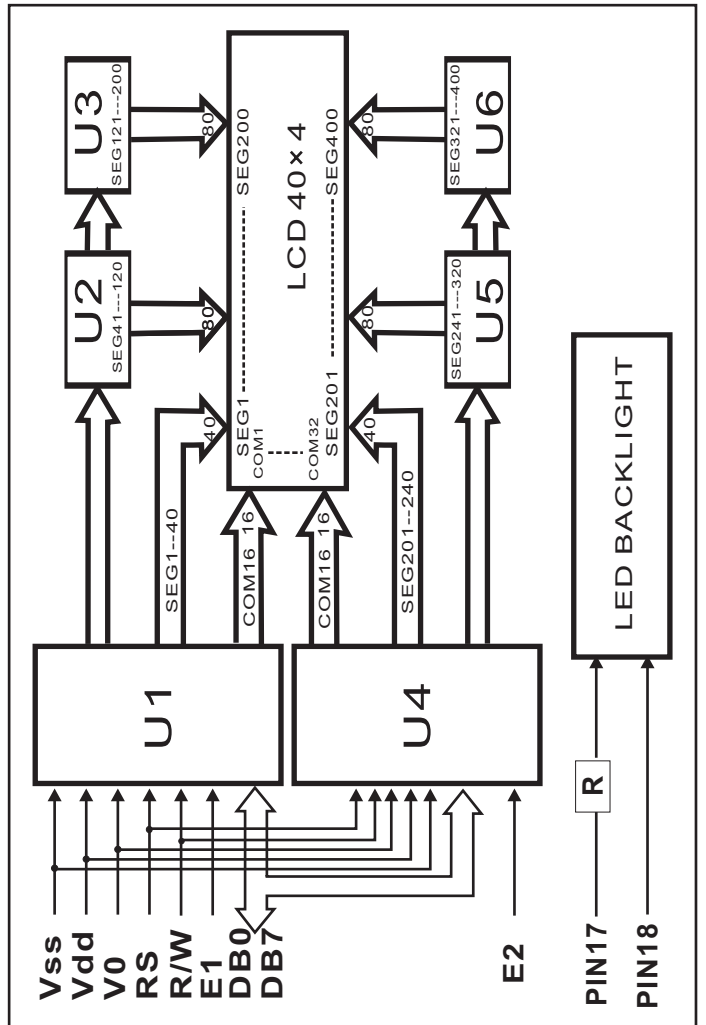 U3
SEG121---200
U2
SEG41---120
80
80
40
SEG1--40
COM16 16
U1
LCD 40×4
SEG1 ---------- SEG200
COM1 ------ COM32
SEG201 ---------- SEG400
U6
SEG321---400
U5
SEG241---320
80
80
40
SEG201--240
COM16 16
U4
LED BACKLIGHT
R
Vss
Vdd
V0
RS
R/W
E1
DB0
DB7
E2
PIN17
PIN18